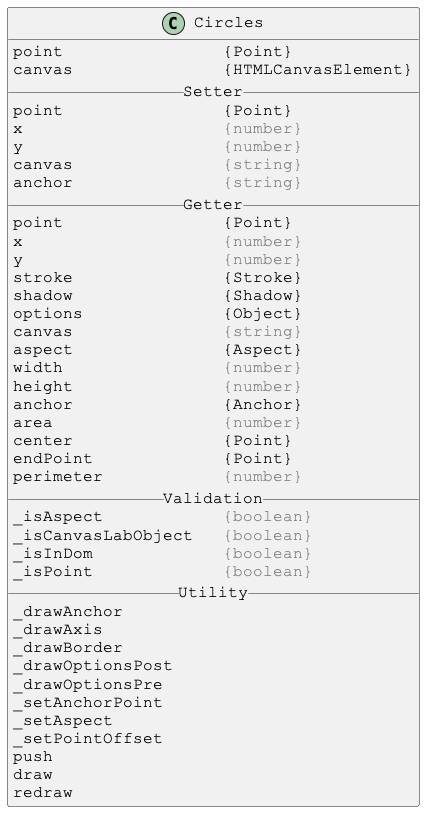 C Circles
point {Point}
canvas {HTMLCanvasElement}
Setter
point {Point}
x {number}
y {number}
canvas {string}
anchor {string}
Getter
point {Point}
x {number}
y {number}
stroke {Stroke}
shadow {Shadow}
options {Object}
canvas {string}
aspect {Aspect}
width {number}
height {number}
anchor {Anchor}
area {number}
center {Point}
endPoint {Point}
perimeter {number}
Validation
_isAspect {boolean}
_isCanvasLabObject {boolean}
_isInDom {boolean}
_isPoint {boolean}
Utility
_drawAnchor
_drawAxis
_drawBorder
_drawOptionsPost
_drawOptionsPre
_setAnchorPoint
_setAspect
_setPointOffset
push
draw
redraw